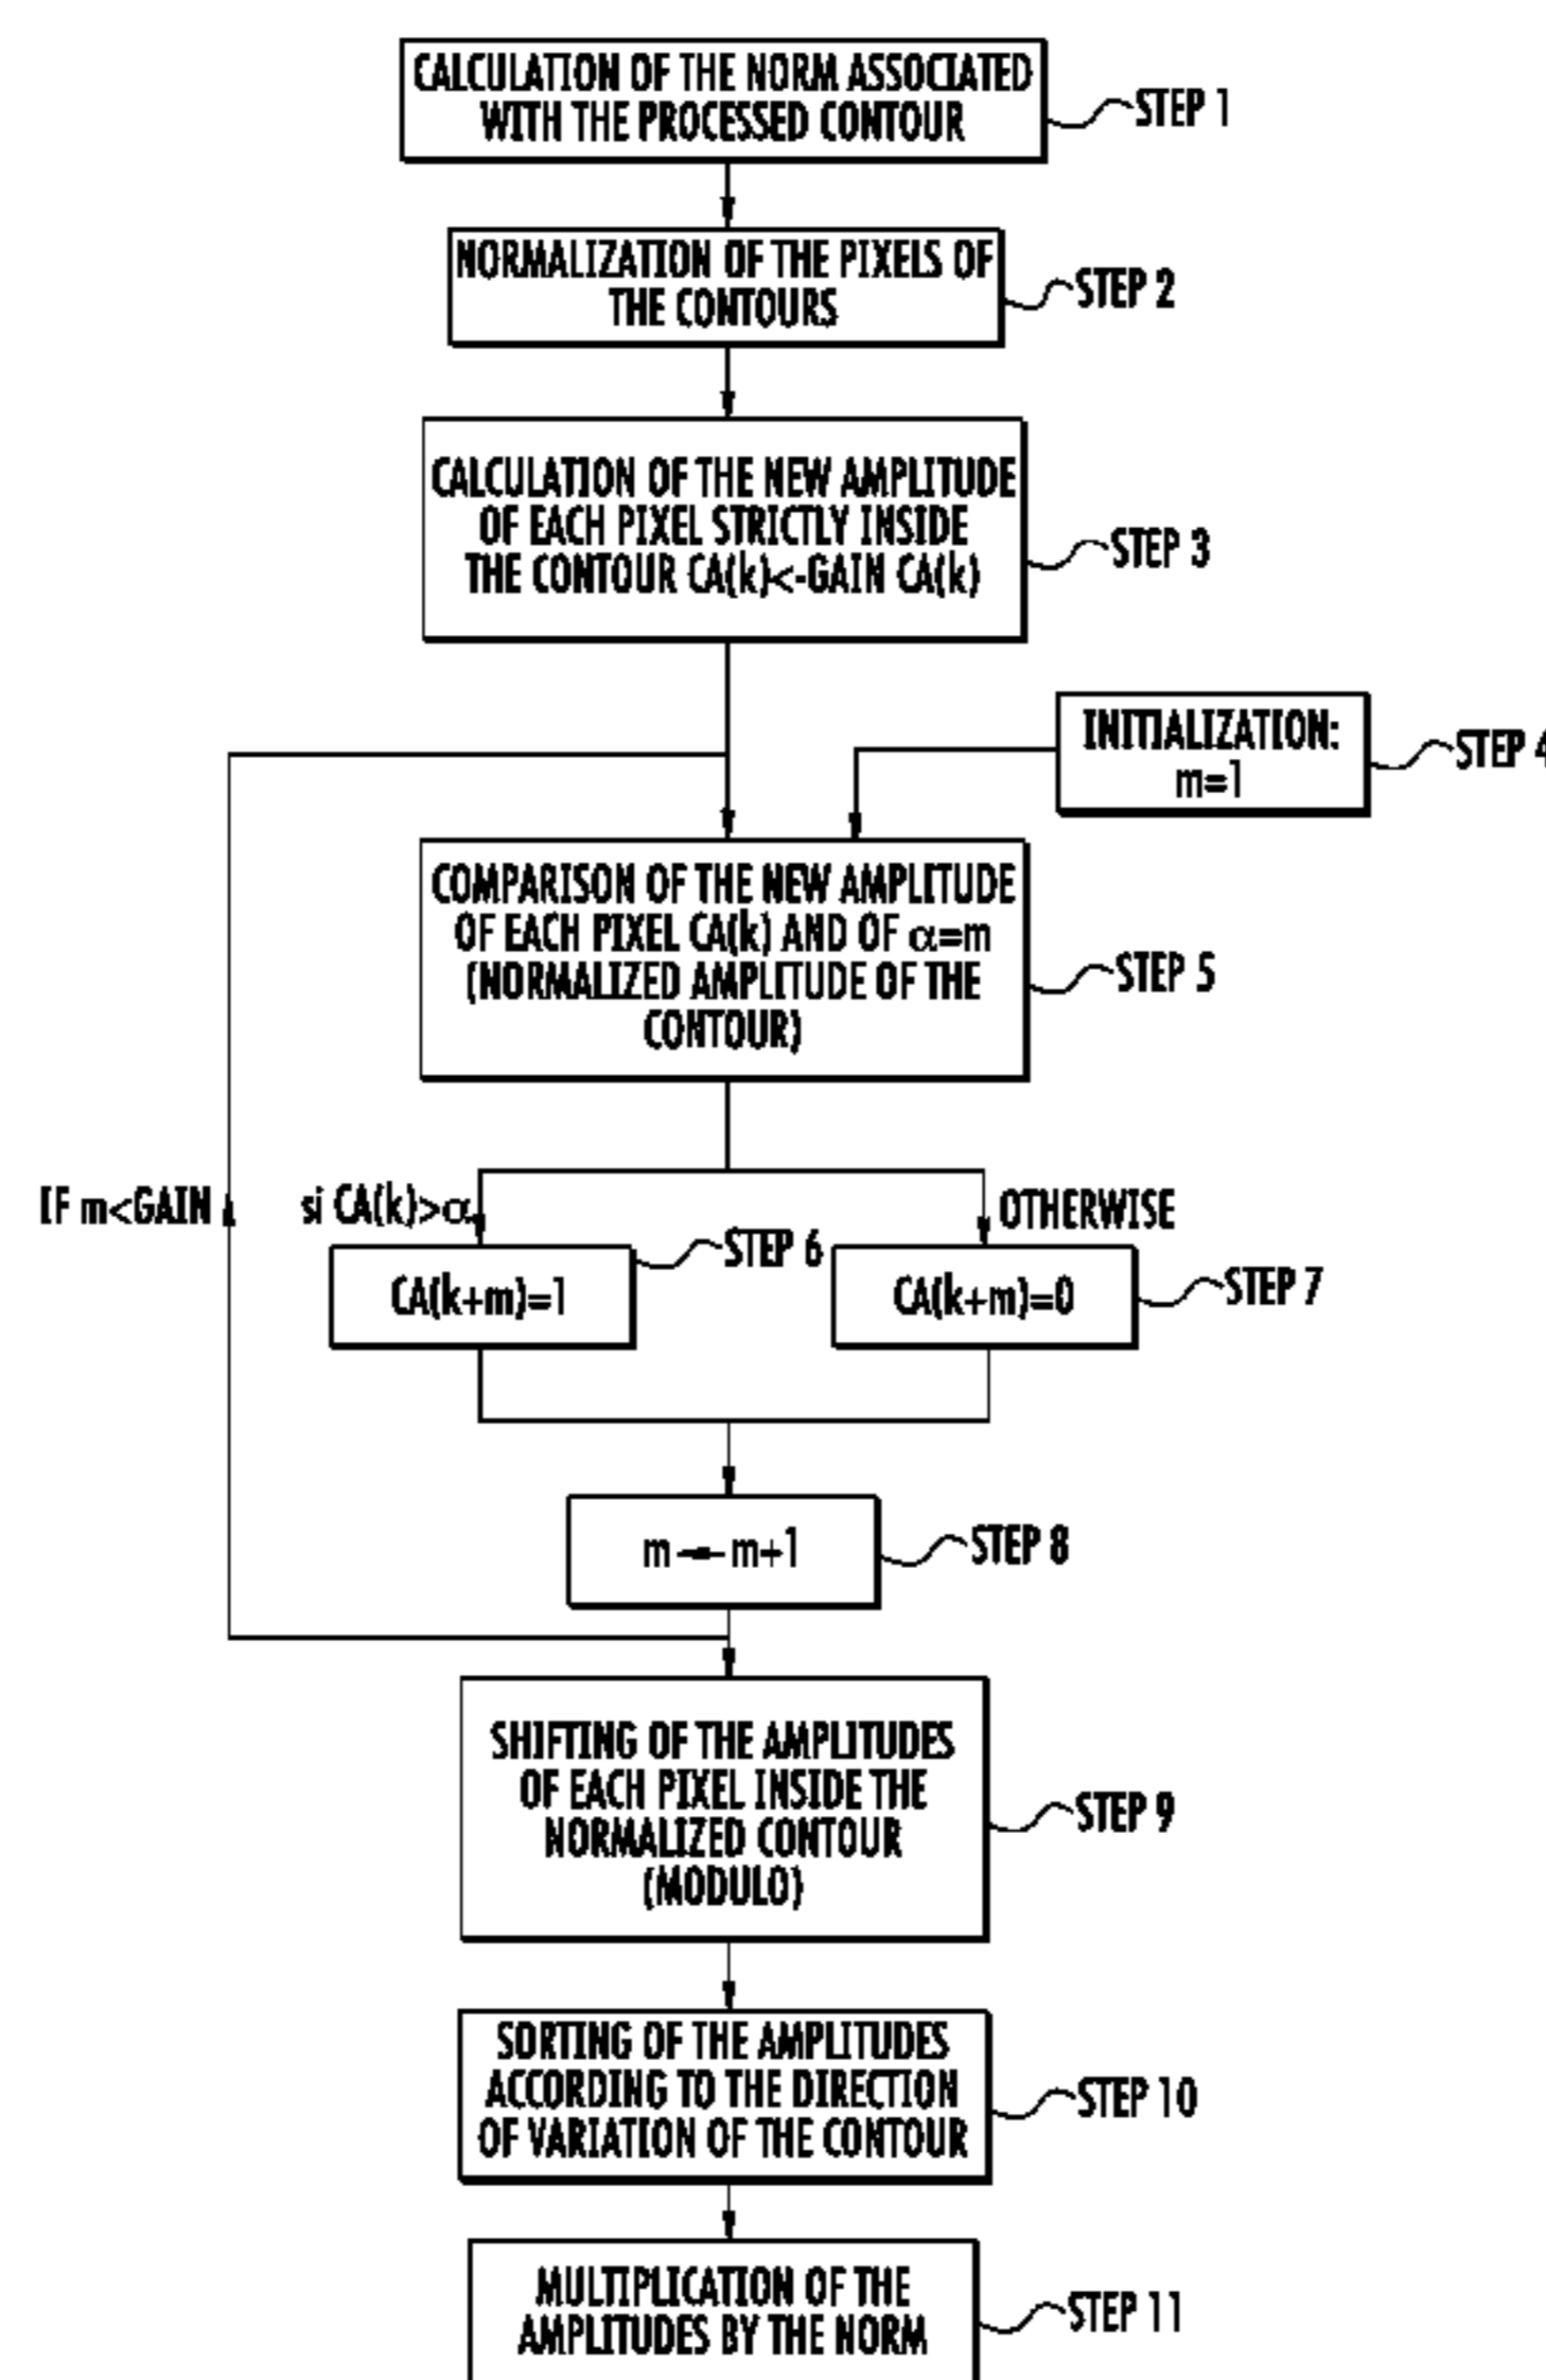 CALCULATION OF THE NORM ASSOCIATED
WITH THE PROCESSED CONTOUR
STEP 1
NORMALIZATION OF THE PIXELS OF
THE CONTOURS
STEP 2
CALCULATION OF THE NEW AMPLITUDE
OF EACH PIXEL STRICTLY INSIDE
THE CONTOUR CA(k)<-GAIN CA(k)
STEP 3
INITIALIZATION:
m=1
STEP 4
COMPARISON OF THE NEW AMPLITUDE
OF EACH PIXEL CA(k) AND OF α=m
(NORMALIZED AMPLITUDE OF THE
CONTOUR)
STEP 5
IF m<GAIN
si CA(k)>α
OTHERWISE
STEP 6
CA(k+m)=1
CA(k+m)=0
STEP 7
m←m+1
STEP 8
SHIFTING OF THE AMPLITUDES
OF EACH PIXEL INSIDE THE
NORMALIZED CONTOUR
(MODULO)
STEP 9
SORTING OF THE AMPLITUDES
ACCORDING TO THE DIRECTION
OF VARIATION OF THE CONTOUR
STEP 10
MULTIPLICATION OF THE
AMPLITUDES BY THE NORM
STEP 11